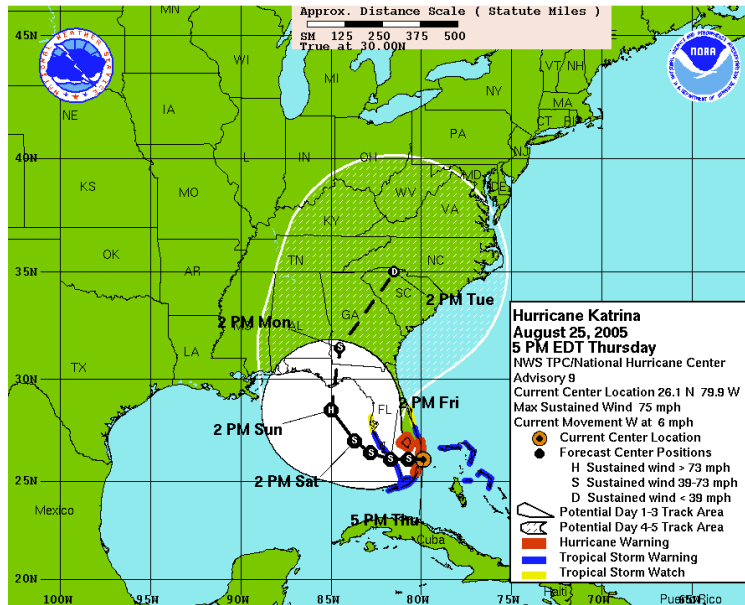 Approx. Distance Scale ( Statute Miles )
SM 125 250 375 500
True at 30.00N
45N
40N
35N
30N
25N
20N
100W
95W
90W
85W
80W
75W
70W
65W
NATIONAL WEATHER SERVICE
NOAA
MN
WI
MI
NY
VT
NH
MA
CT
RI
NE
IA
IN
OH
PA
NJ
MD
DE
KS
MO
KY
WV
VA
OK
AR
TN
NC
SC
MS
AL
GA
TX
LA
FL
Mexico
Cuba
Haiti
Puerto Rico
D
2 PM Tue
2 PM Mon
S
2 PM Fri
H
2 PM Sun
S
S
S
S
2 PM Sat
5 PM Thu
Hurricane Katrina
August 25, 2005
5 PM EDT Thursday
NWS TPC/National Hurricane Center
Advisory 9
Current Center Location 26.1 N 79.9 W
Max Sustained Wind 75 mph
Current Movement W at 6 mph
Current Center Location
Forecast Center Positions
H Sustained wind > 73 mph
S Sustained wind 39-73 mph
D Sustained wind < 39 mph
Potential Day 1-3 Track Area
Potential Day 4-5 Track Area
Hurricane Warning
Tropical Storm Warning
Tropical Storm Watch